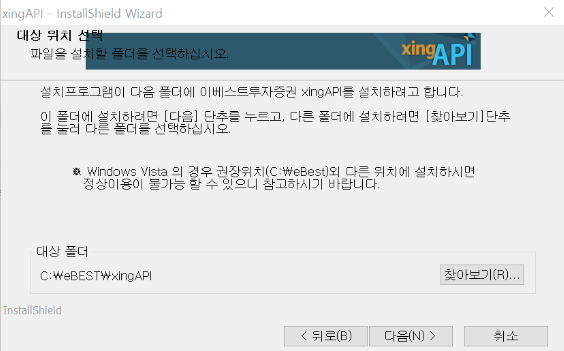 xingAPI - InstallShield Wizard
대상 위치 선택
파일을 설치할 폴더를 선택하십시오.
xingAPI
설치프로그램이 다음 폴더에 이베스트투자증권 xingAPI를 설치하려고 합니다.
이 폴더에 설치하려면 [다음] 단추를 누르고, 다른 폴더에 설치하려면 [찾아보기]단추
를 눌러 다른 폴더를 선택하십시오.
※ Windows Vista 의 경우 권장위치(C:\eBest)외 다른 위치에 설치하시면
정상이용이 불가능 할 수 있으니 참고하시기 바랍니다.
대상 폴더
C:₩eBEST₩xingAPI
찾아보기(R)...
InstallShield
< 뒤로(B) 다음(N) > 취소